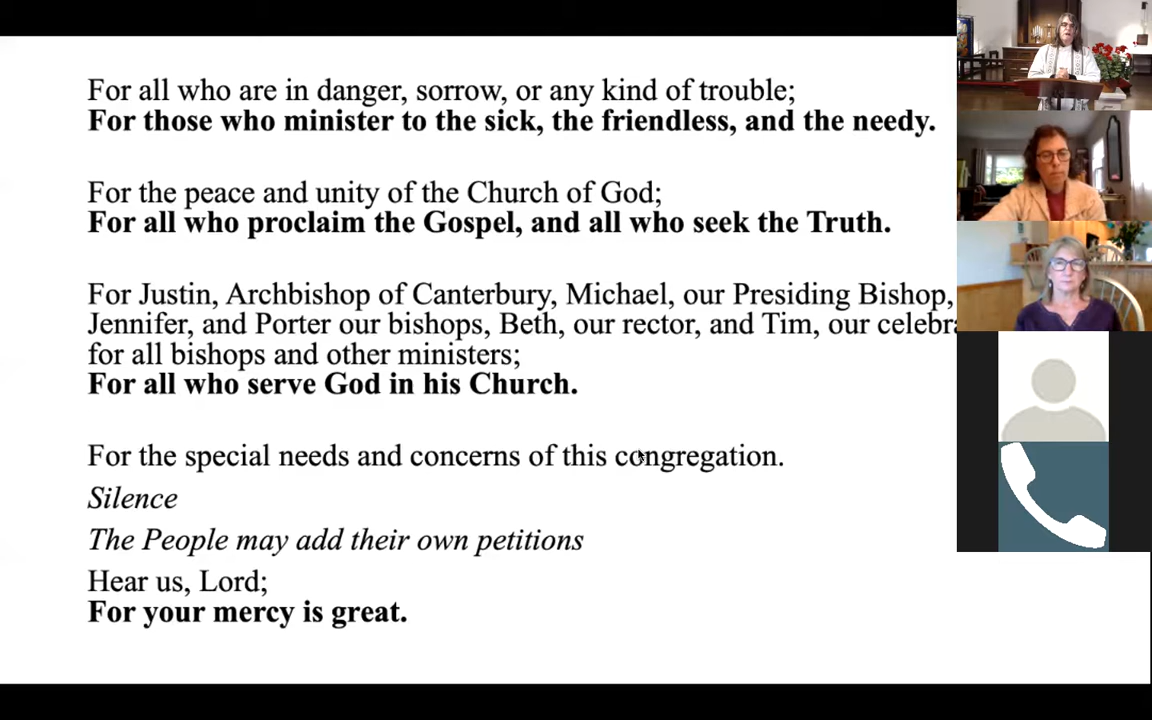 For all who are in danger, sorrow, or any kind of trouble;
For those who minister to the sick, the friendless, and the needy.
For the peace and unity of the Church of God;
For all who proclaim the Gospel, and all who seek the Truth.
For Justin, Archbishop of Canterbury, Michael, our Presiding Bishop,
Jennifer, and Porter our bishops, Beth, our rector, and Tim, our celebra
for all bishops and other ministers;
For all who serve God in his Church.
For the special needs and concerns of this congregation.
Silence
The People may add their own petitions
Hear us, Lord;
For your mercy is great.